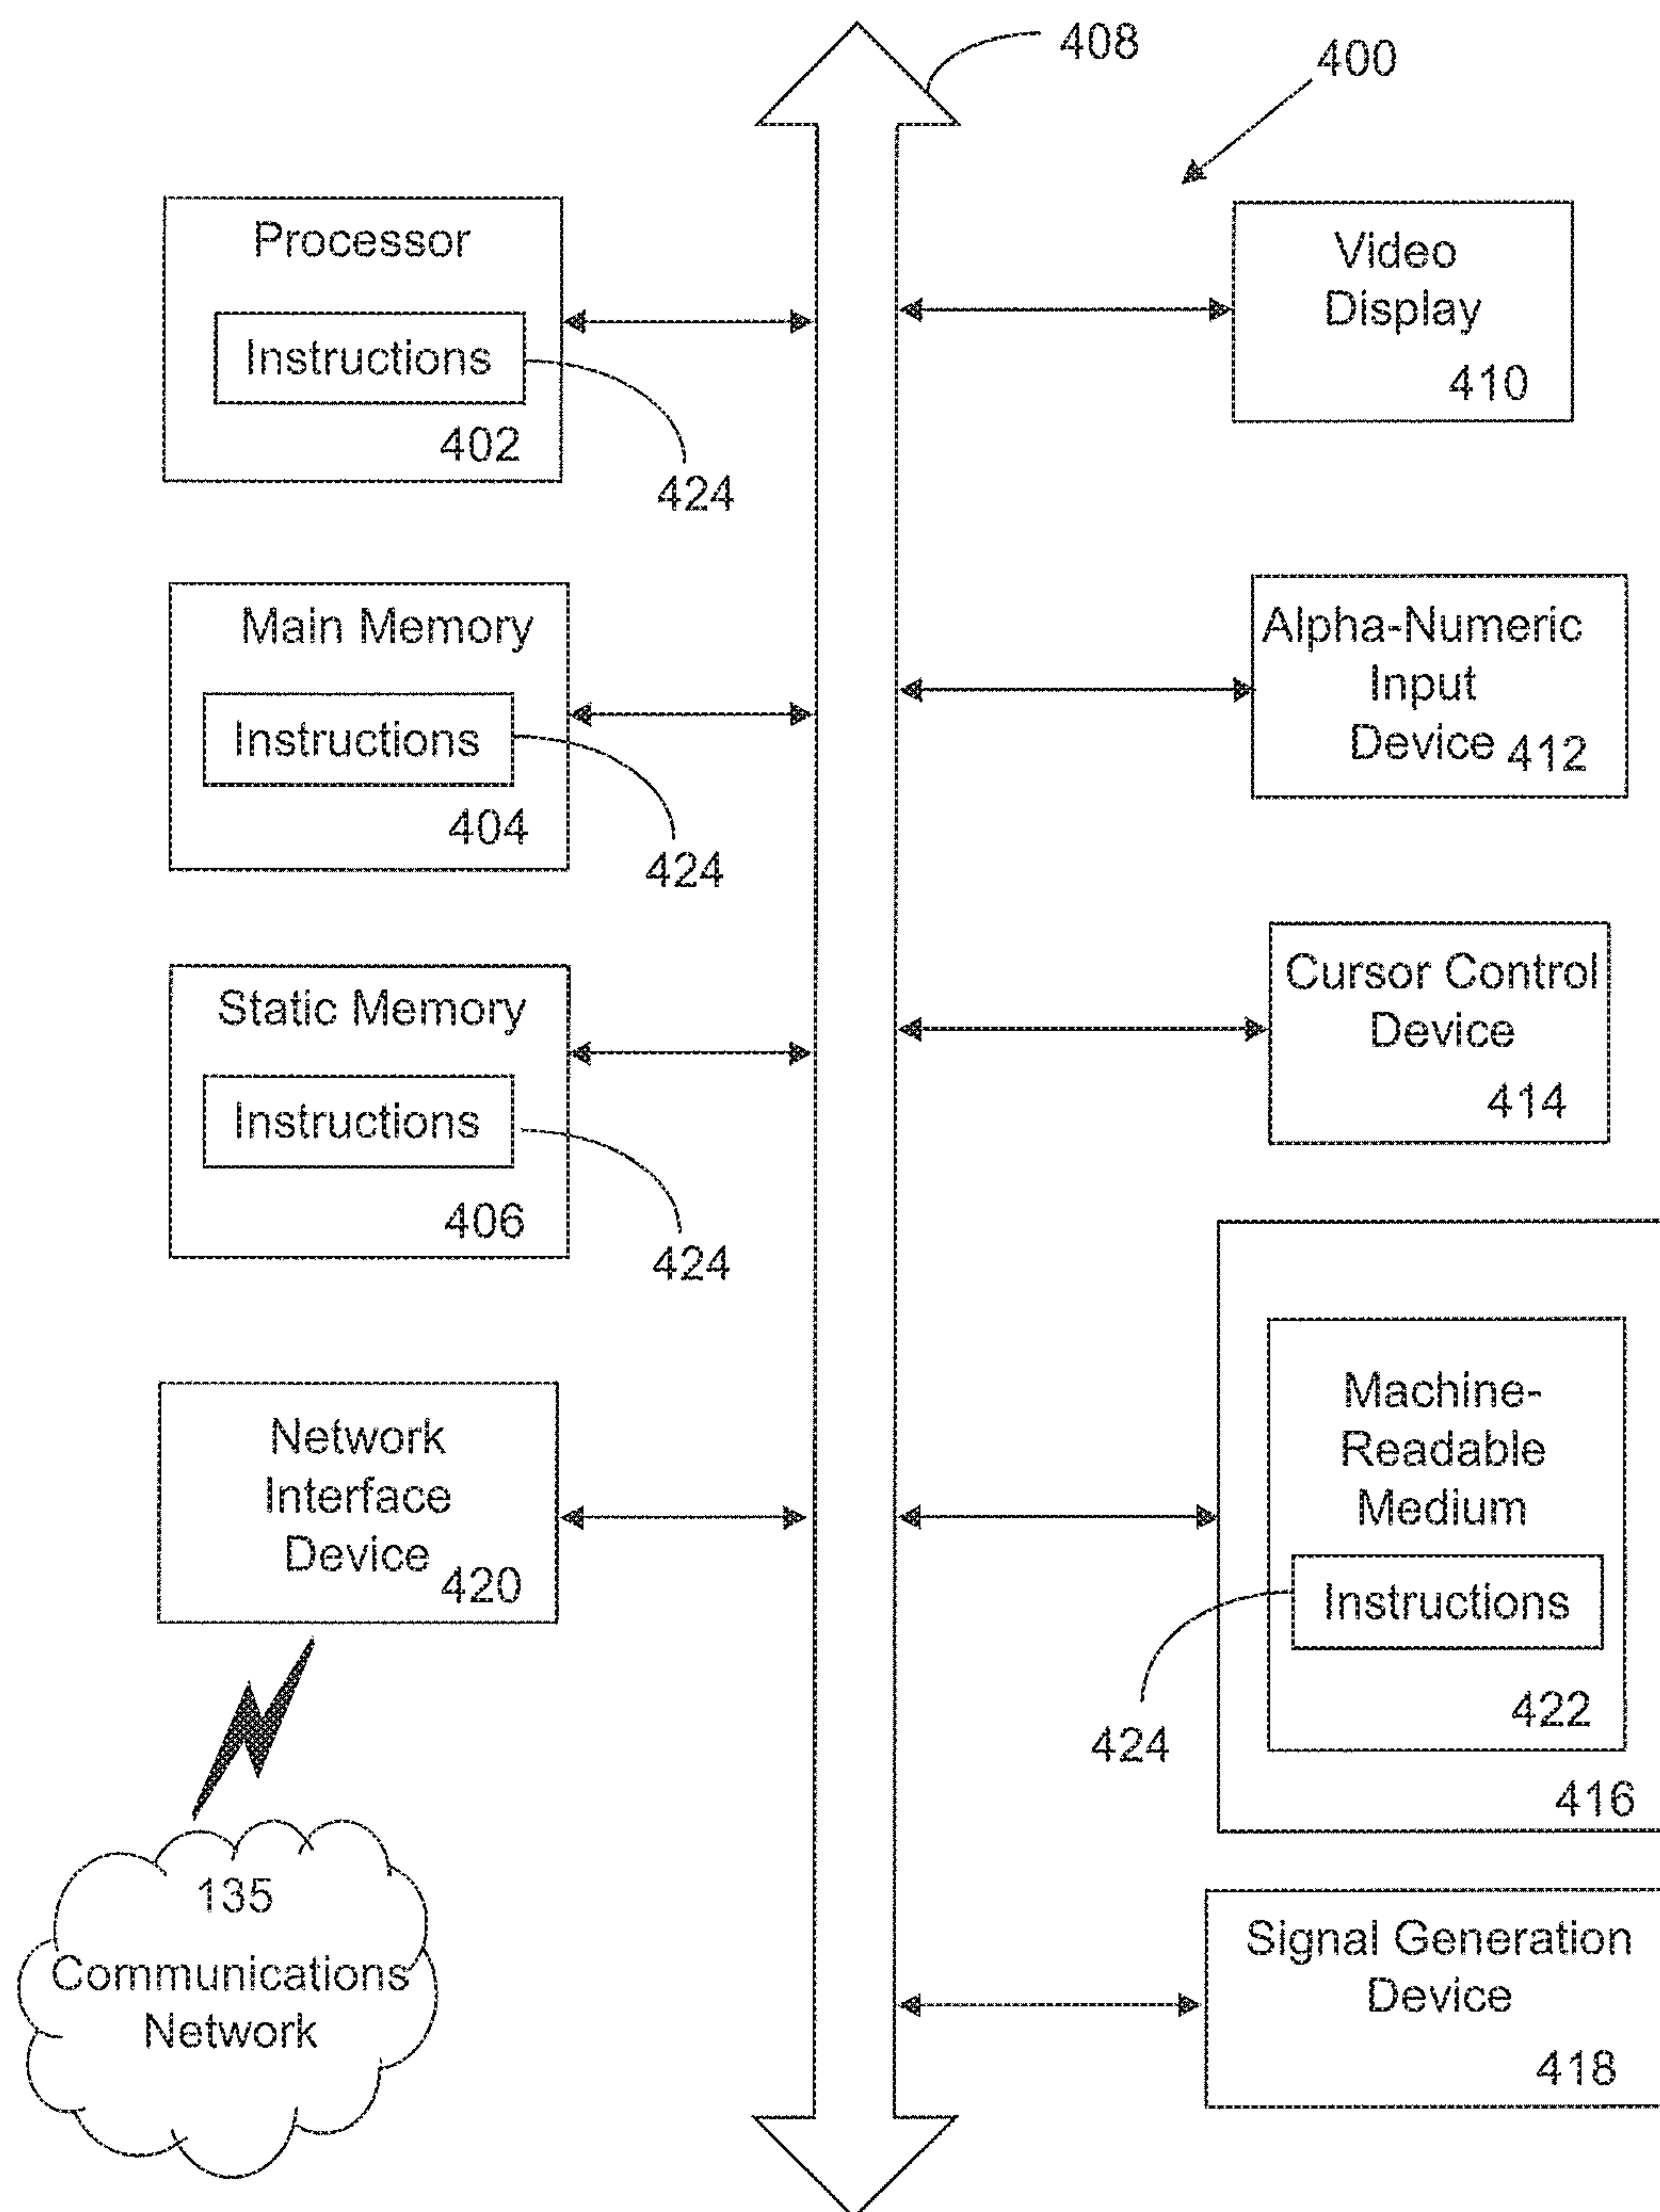 408
400
Processor
Instructions
402
424
Video
Display
410
Main Memory
Instructions
404
424
Alpha-Numeric
Input
Device 412
Static Memory
Instructions
406
424
Cursor Control
Device
414
Network
Interface
Device
420
Machine-
Readable
Medium
Instructions
422
424
416
135
Communications
Network
Signal Generation
Device
418